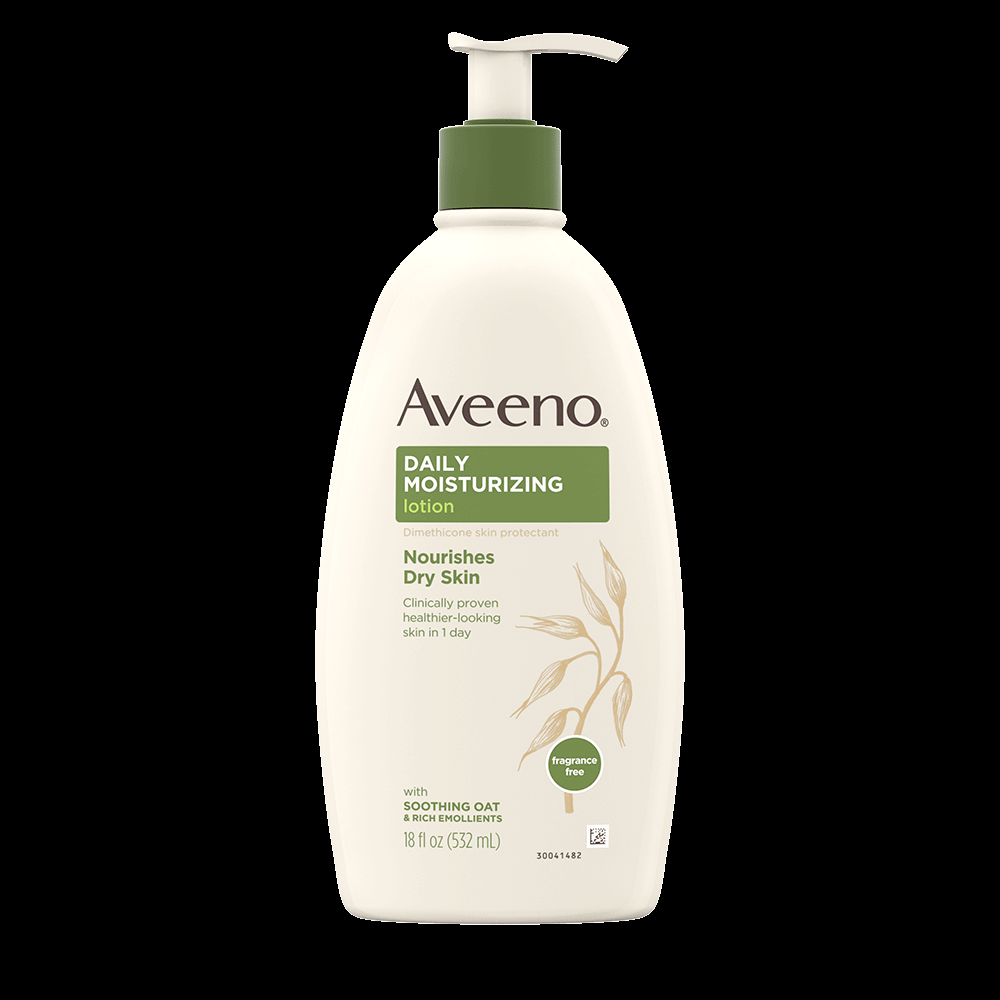 Aveeno®
DAILY
MOISTURIZING
lotion
Dimethicone skin protectant
Nourishes
Dry Skin
Clinically proven
healthier-looking
skin in 1 day
fragrance
free
with
SOOTHING OAT
& RICH EMOLLIENTS
18 fl oz (532 mL)
30041482